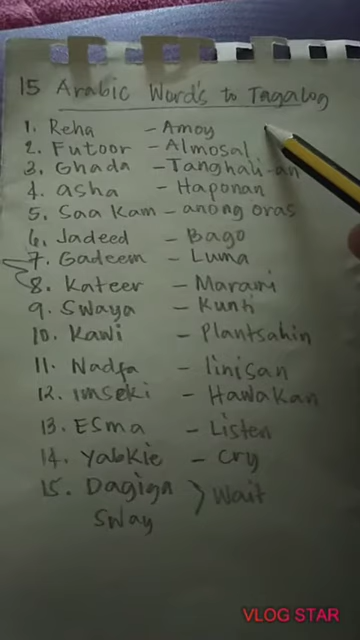 15 Arabic Word's to Tagalog
1. Reha - Amoy
2. Futoor - Almosal
3. Ghada - Tanghali-an
4. asha - Haponan
5. Saa kam - anong oras
6. Jadeed - Bago
7. Gadeem - Luma
8. Kateer - Marami
9. Swaya - Kunti
10. Kawi - Plantsahin
11. Nadfa - linisan
12. imseki - Hawakan
13. Esma - Listen
14. Yabkie - Cry
15. Dagiga > Wait
Sway
VLOG STAR